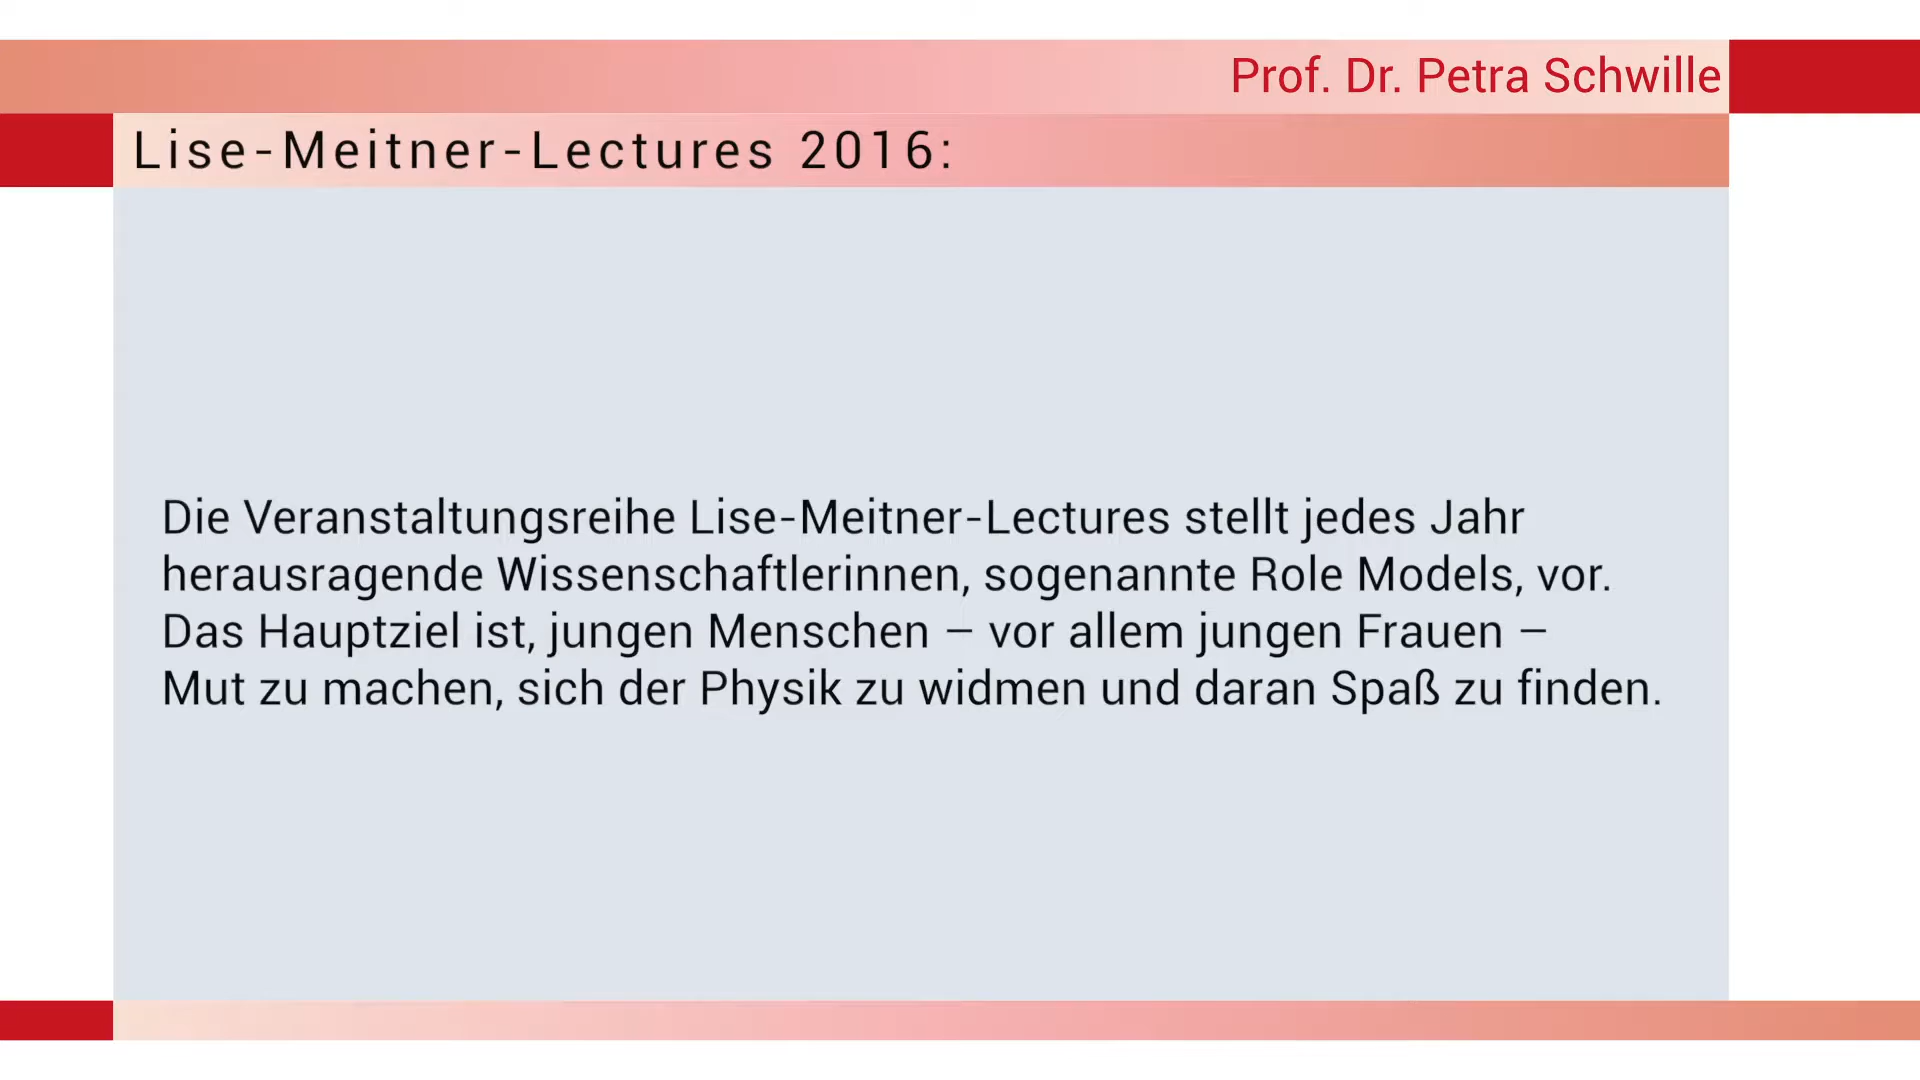 Prof. Dr. Petra Schwille
Lise-Meitner-Lectures 2016:
Die Veranstaltungsreihe Lise-Meitner-Lectures stellt jedes Jahr
herausragende Wissenschaftlerinnen, sogenannte Role Models, vor.
Das Hauptziel ist, jungen Menschen – vor allem jungen Frauen –
Mut zu machen, sich der Physik zu widmen und daran Spaß zu finden.